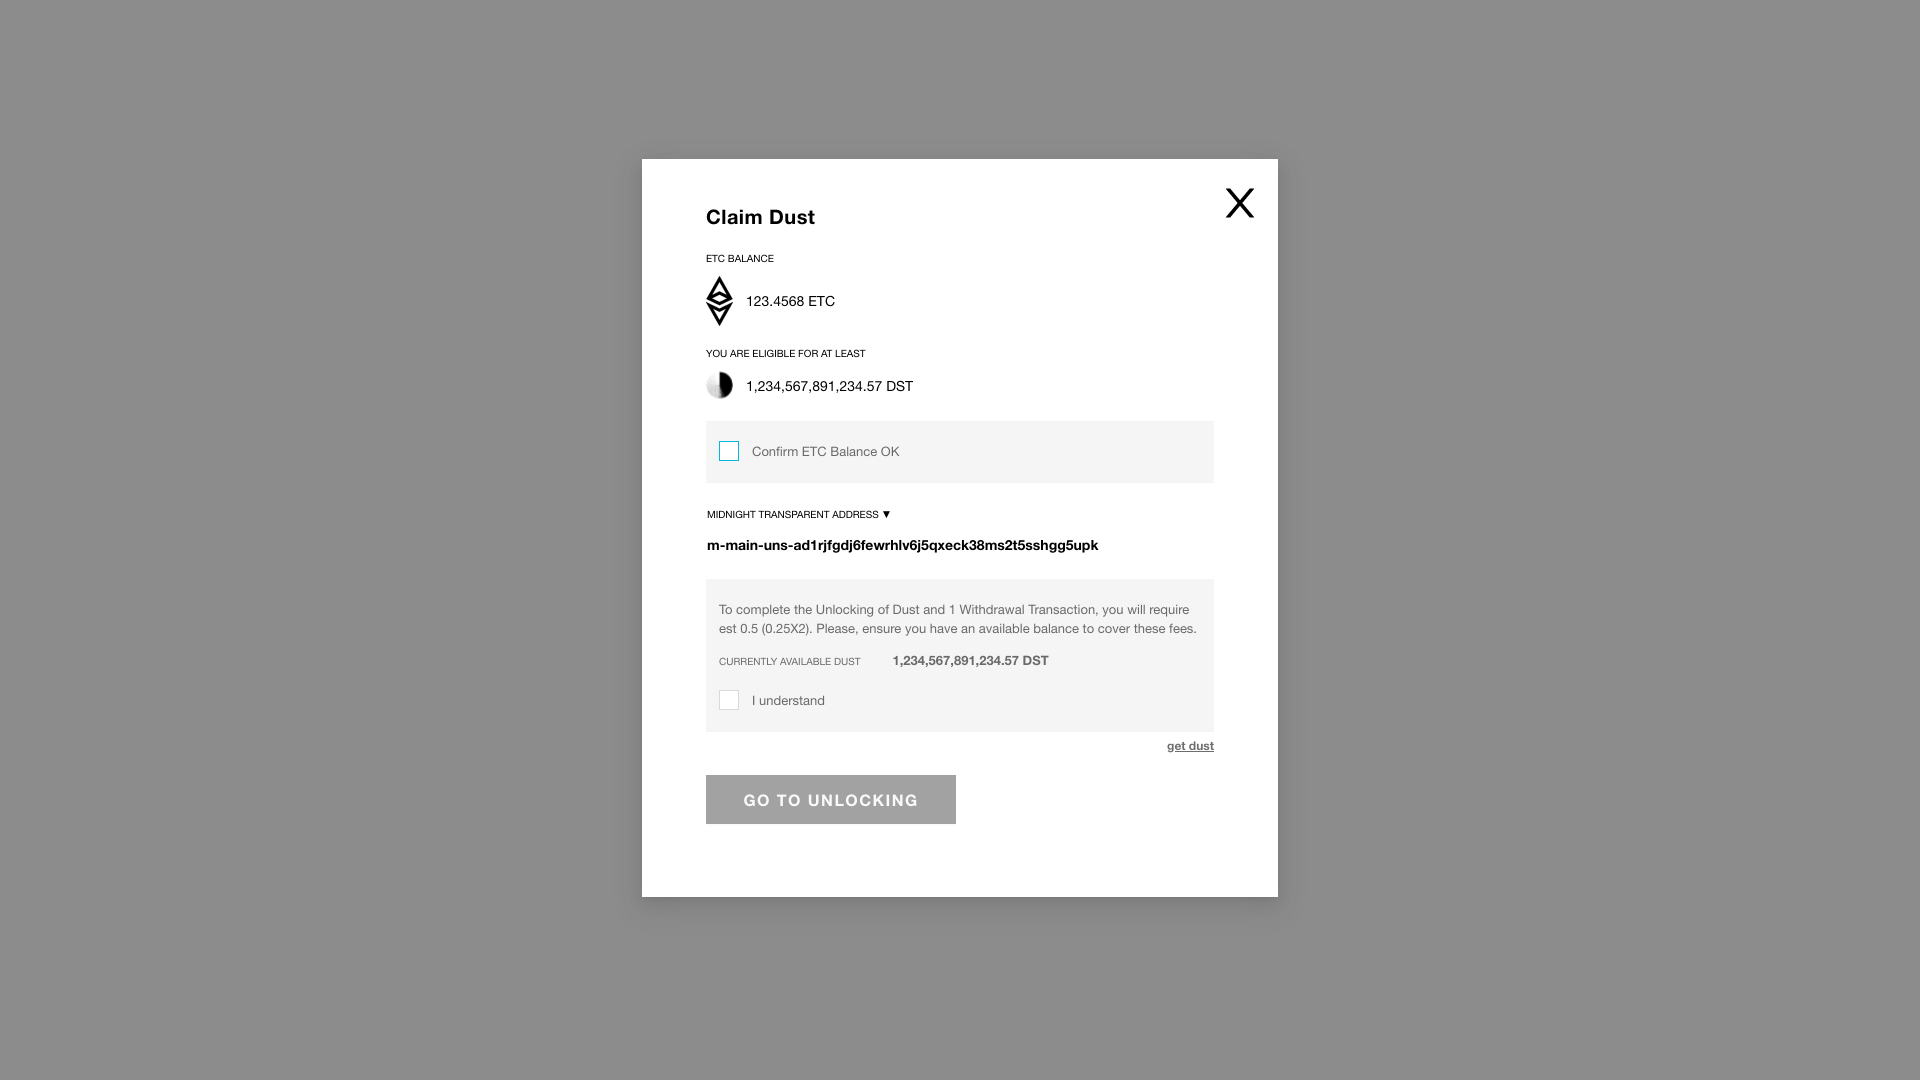 Claim Dust
X
ETC BALANCE
123.4568 ETC
YOU ARE ELIGIBLE FOR AT LEAST
1,234,567,891,234.57 DST
Confirm ETC Balance OK
MIDNIGHT TRANSPARENT ADDRESS ▼
m-main-uns-ad1rjfgdj6fewrhlv6j5qxeck38ms2t5sshgg5upk
To complete the Unlocking of Dust and 1 Withdrawal Transaction, you will require
est 0.5 (0.25X2). Please, ensure you have an available balance to cover these fees.
CURRENTLY AVAILABLE DUST 1,234,567,891,234.57 DST
I understand
get dust
GO TO UNLOCKING